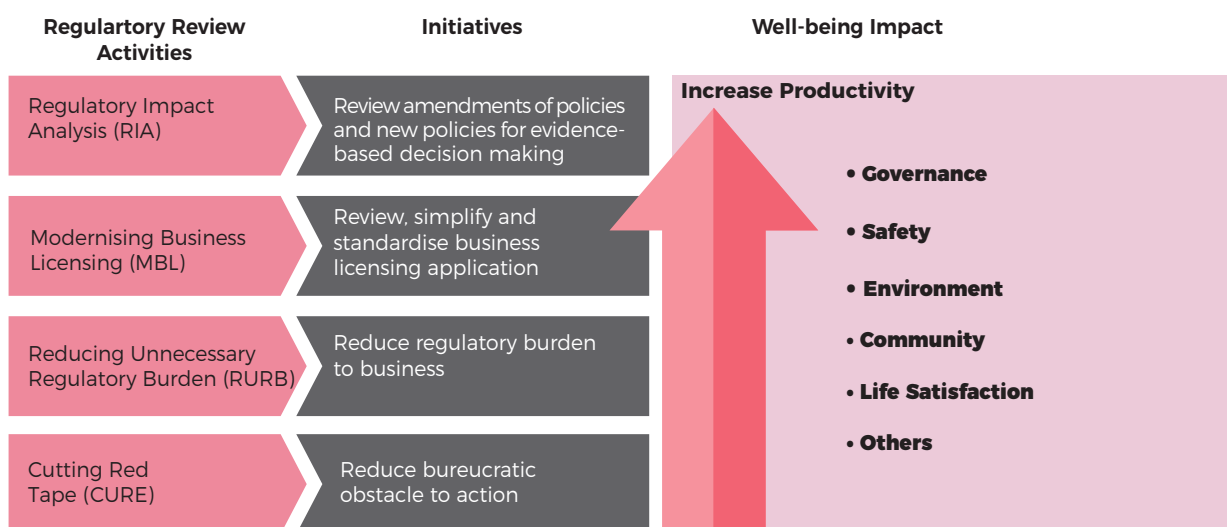 Regulartory Review
Activities
Initiatives
Well-being Impact
Regulatory Impact
Analysis (RIA)
Review amendments of policies
and new policies for evidence-
based decision making
Modernising Business
Licensing (MBL)
Review, simplify and
standardise business
licensing application
Reducing Unnecessary
Regulatory Burden (RURB)
Reduce regulatory burden
to business
Cutting Red
Tape (CURE)
Reduce bureucratic
obstacle to action
Increase Productivity
• Governance
• Safety
• Environment
• Community
• Life Satisfaction
• Others